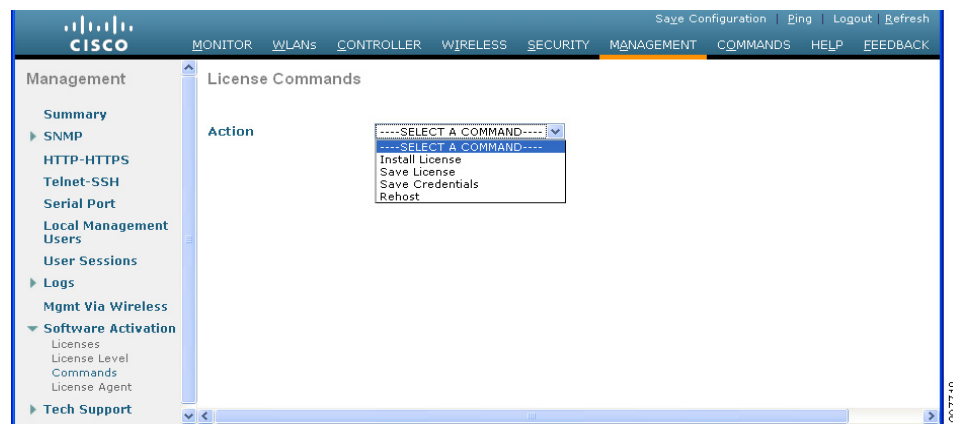 Save Configuration | Ping | Logout | Refresh
CISCO
MONITOR WLANs CONTROLLER WIRELESS SECURITY MANAGEMENT COMMANDS HELP FEEDBACK
Management
Summary
SNMP
HTTP-HTTPS
Telnet-SSH
Serial Port
Local Management
Users
User Sessions
Logs
Mgmt Via Wireless
Software Activation
Licenses
License Level
Commands
License Agent
Tech Support
License Commands
Action
----SELECT A COMMAND----
----SELECT A COMMAND----
Install License
Save License
Save Credentials
Rehost